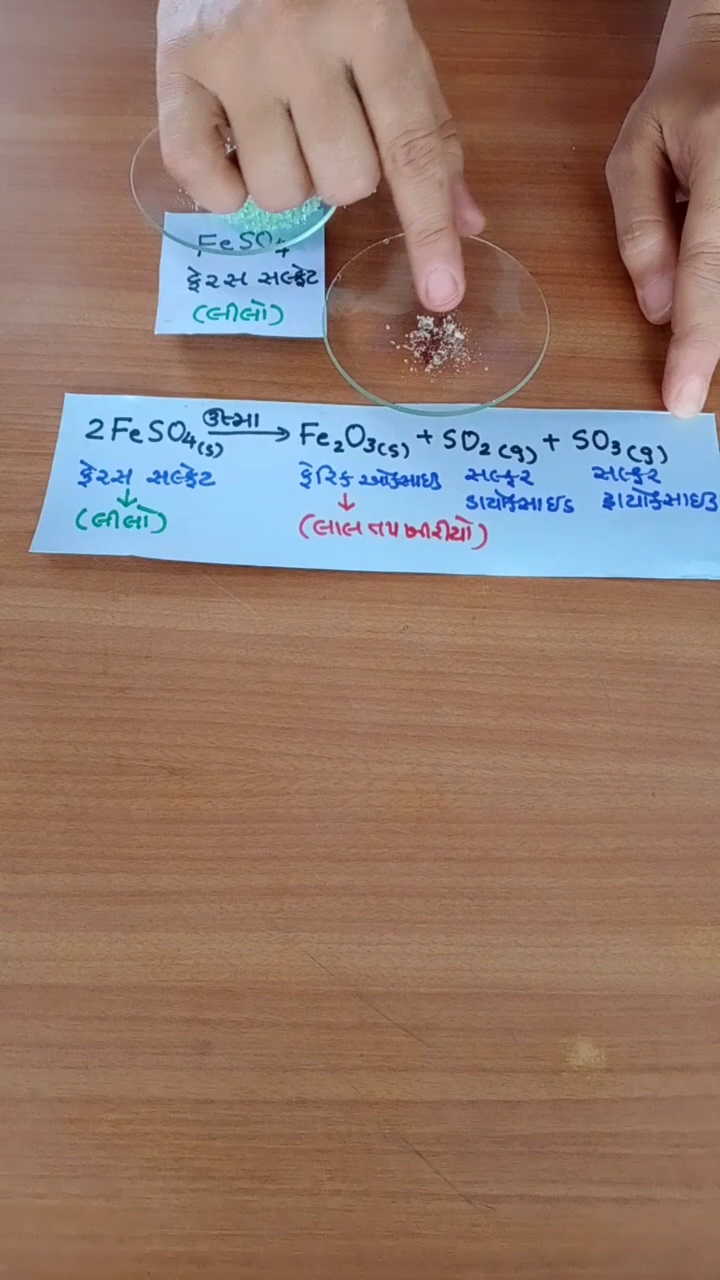 FeSO₄
ફેરસ સલ્ફેટ
(લીલો)
2FeSO₄(s) ઉષ્મા → Fe₂O₃(s) + SO₂(g) + SO₃(g)
ફેરસ સલ્ફેટ ફેરિક ઓક્સાઇડ સલ્ફર સલ્ફર
↓ ↓ ડાયોક્સાઇડ ટ્રાયોક્સાઇડ
(લીલો) (લાલ તપખીરીયો)